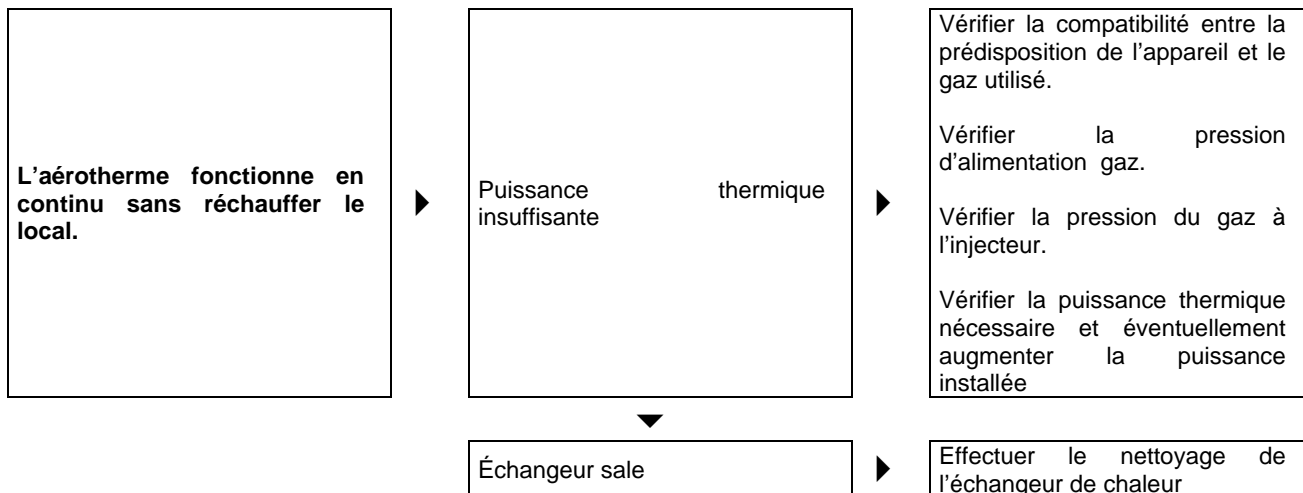 L’aérotherme fonctionne en
continu sans réchauffer le
local.
Puissance thermique
insuffisante
Vérifier la compatibilité entre la
prédisposition de l’appareil et le
gaz utilisé.
Vérifier la pression
d’alimentation gaz.
Vérifier la pression du gaz à
l’injecteur.
Vérifier la puissance thermique
nécessaire et éventuellement
augmenter la puissance
installée
Échangeur sale
Effectuer le nettoyage de
l’échangeur de chaleur